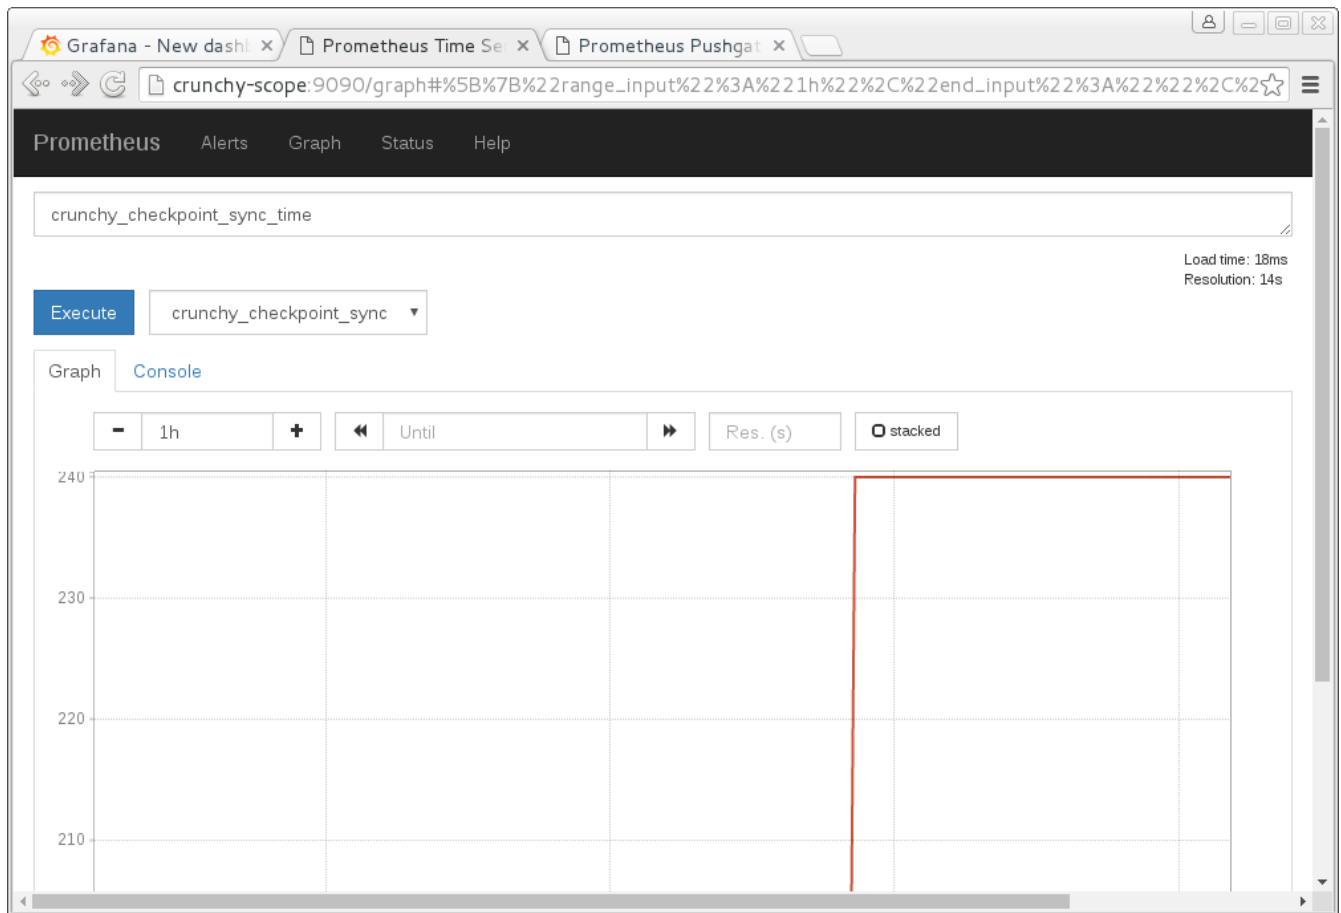 Grafana - New dashl
Prometheus Time Se
Prometheus Pushgat
crunchy-scope:9090/graph#%5B%7B%22range_input%22%3A%221h%22%2C%22end_input%22%3A%22%22%2C%2
Prometheus Alerts Graph Status Help
crunchy_checkpoint_sync_time
Load time: 18ms
Resolution: 14s
Execute crunchy_checkpoint_sync
Graph Console
1h Until Res. (s) stacked
240
230
220
210